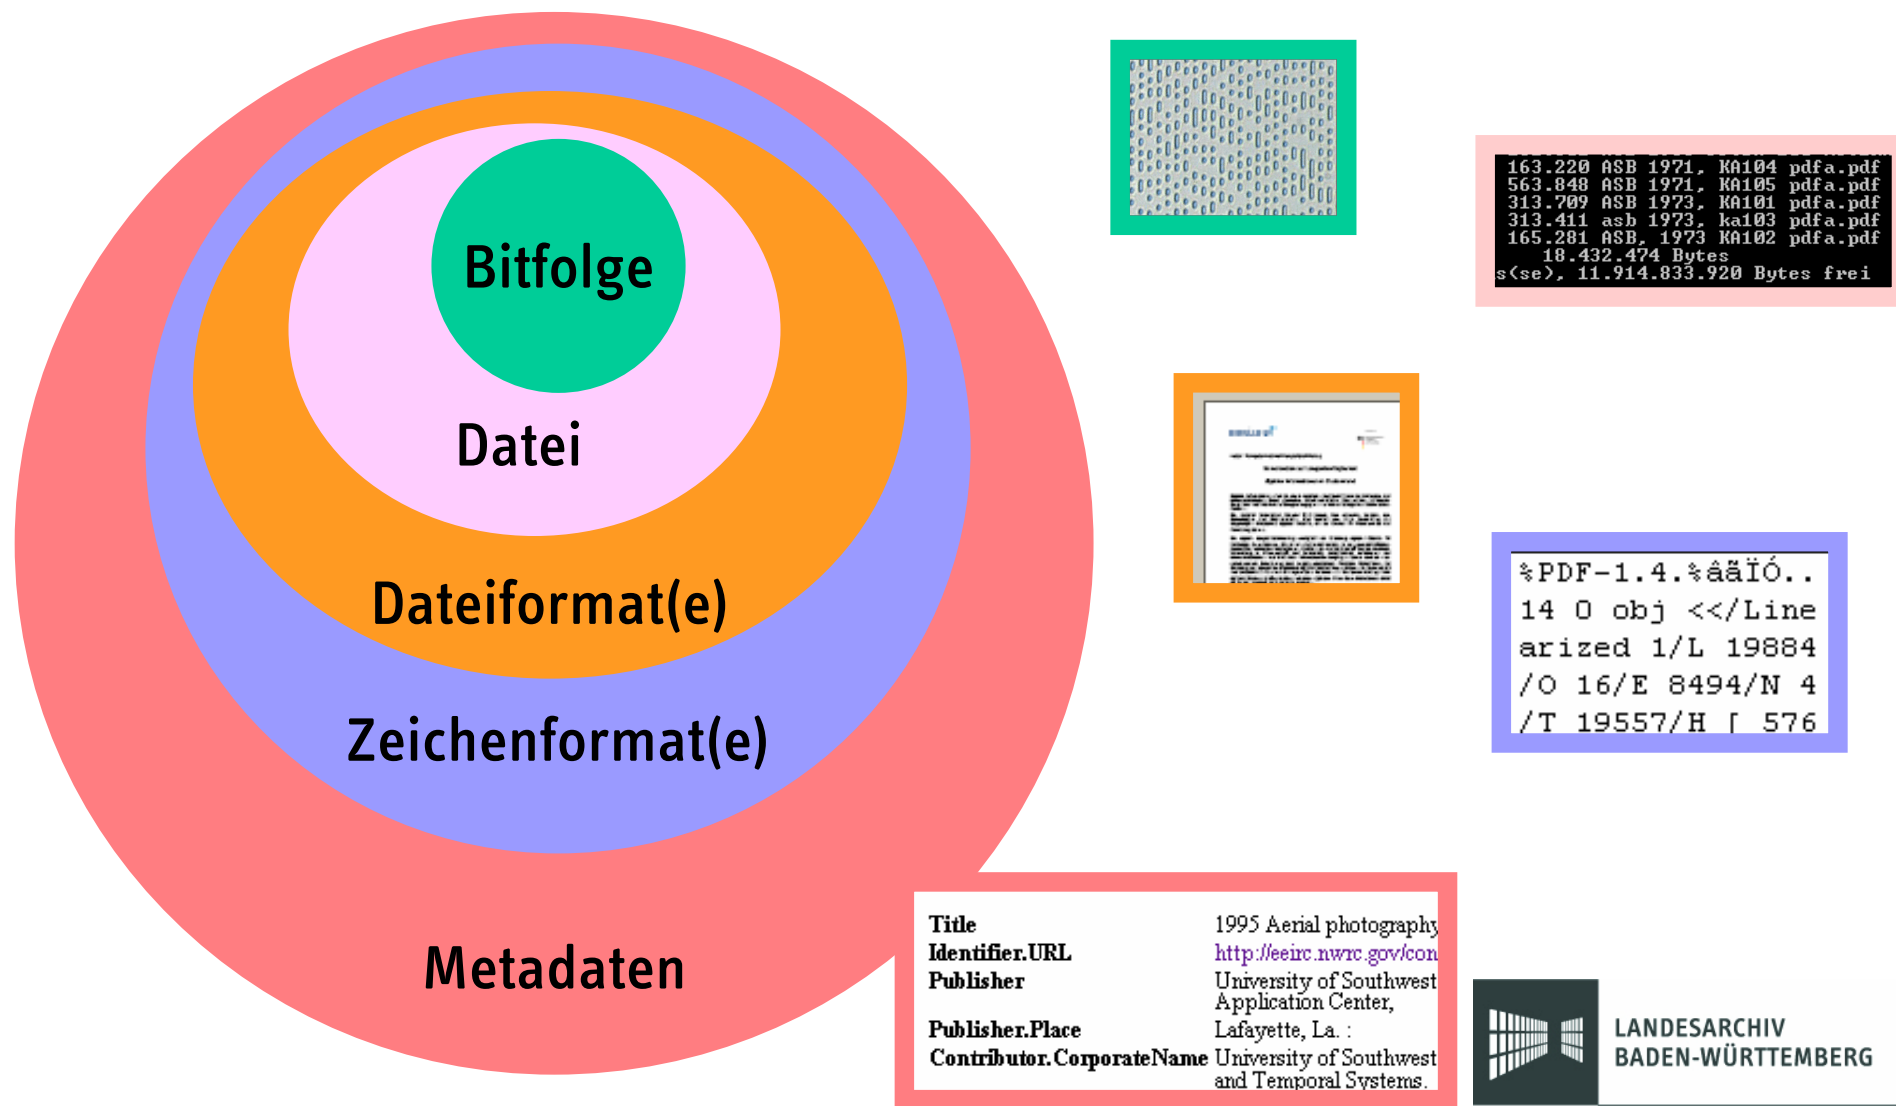 Bitfolge
Datei
Dateiformat(e)
Zeichenformat(e)
Metadaten
163.220 ASB 1971, KA104 pdfa.pdf
563.848 ASB 1971, KA105 pdfa.pdf
313.709 ASB 1973, KA101 pdfa.pdf
313.411 asb 1973, ka103 pdfa.pdf
165.281 ASB, 1973 KA102 pdfa.pdf
18.432.474 Bytes
s(se), 11.914.833.920 Bytes frei
%PDF-1.4.%âãÏÓ..
14 0 obj <</Line
arized 1/L 19884
/O 16/E 8494/N 4
/T 19557/H [ 576
Title 1995 Aerial photography
Identifier.URL http://eeirc.nwrc.gov/con
Publisher University of Southwest
Application Center,
Publisher.Place Lafayette, La. :
Contributor.CorporateName University of Southwest
and Temporal Systems.
LANDESARCHIV
BADEN-WÜRTTEMBERG